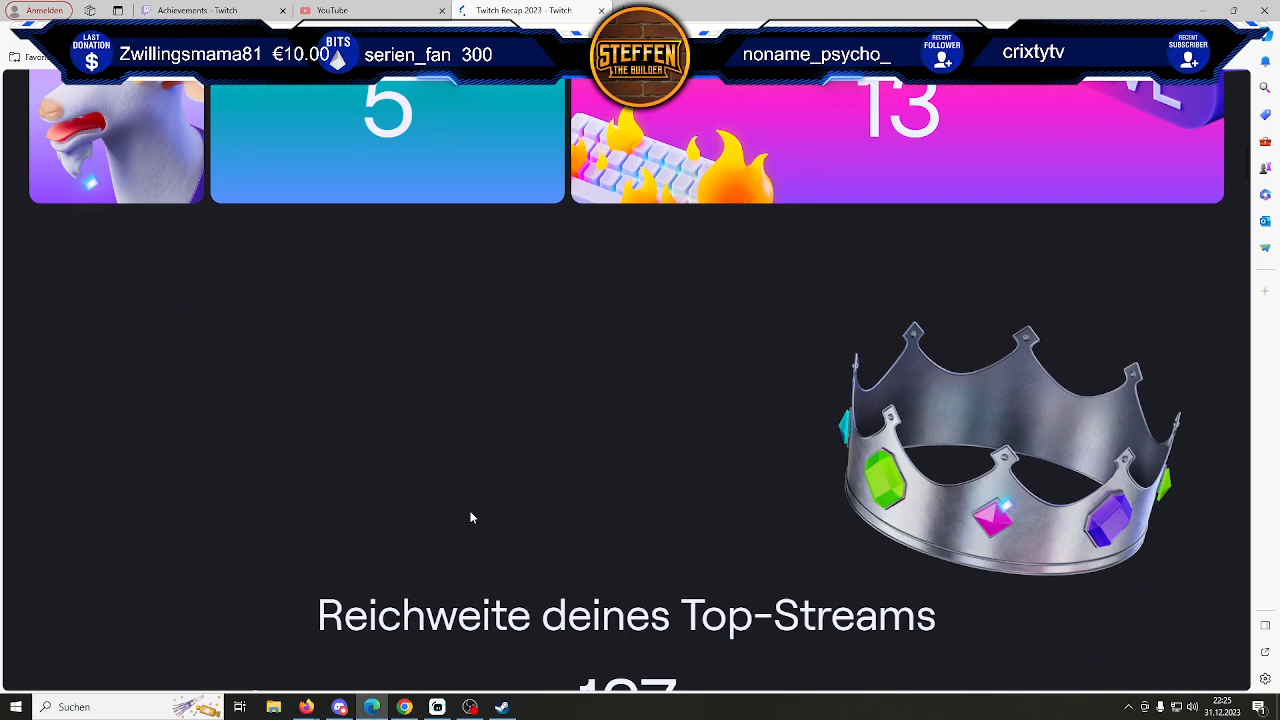 Anmelden
Achievements - Twitch
YouTube
Twitch Recap 2023 - Twitch
LAST DONATION
$
Zwillingsmama81 €10.00
BITS
serien_fan 300
STEFFEN
THE BUILDER
noname_psycho_
RECENT FOLLOWER
crixtytv
RECENT SUBSCRIBER
5
13
Reichweite deines Top-Streams
Suchen
22:25
31.12.2023